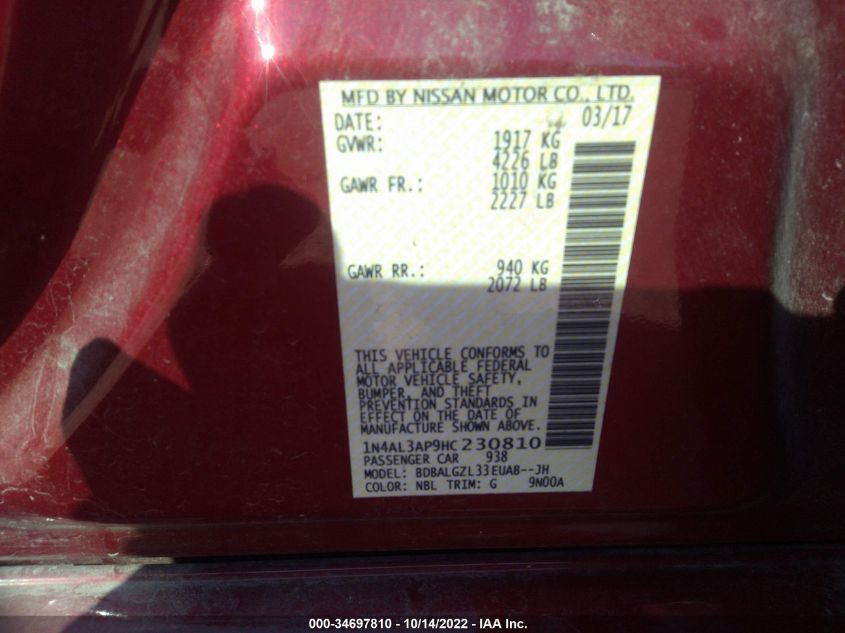 MFD BY NISSAN MOTOR CO., LTD.
DATE: 03/17
GVWR: 1917 KG
4226 LB
GAWR FR.: 1010 KG
2227 LB
GAWR RR.: 940 KG
2072 LB
THIS VEHICLE CONFORMS TO
ALL APPLICABLE FEDERAL
MOTOR VEHICLE SAFETY,
BUMPER, AND THEFT
PREVENTION STANDARDS IN
EFFECT ON THE DATE OF
MANUFACTURE SHOWN ABOVE.
1N4AL3AP9HC230810
PASSENGER CAR 938
MODEL: BDBALGZL33EUAB--JH
COLOR: NBL TRIM: G 9N00A
000-34697810 - 10/14/2022 - IAA Inc.